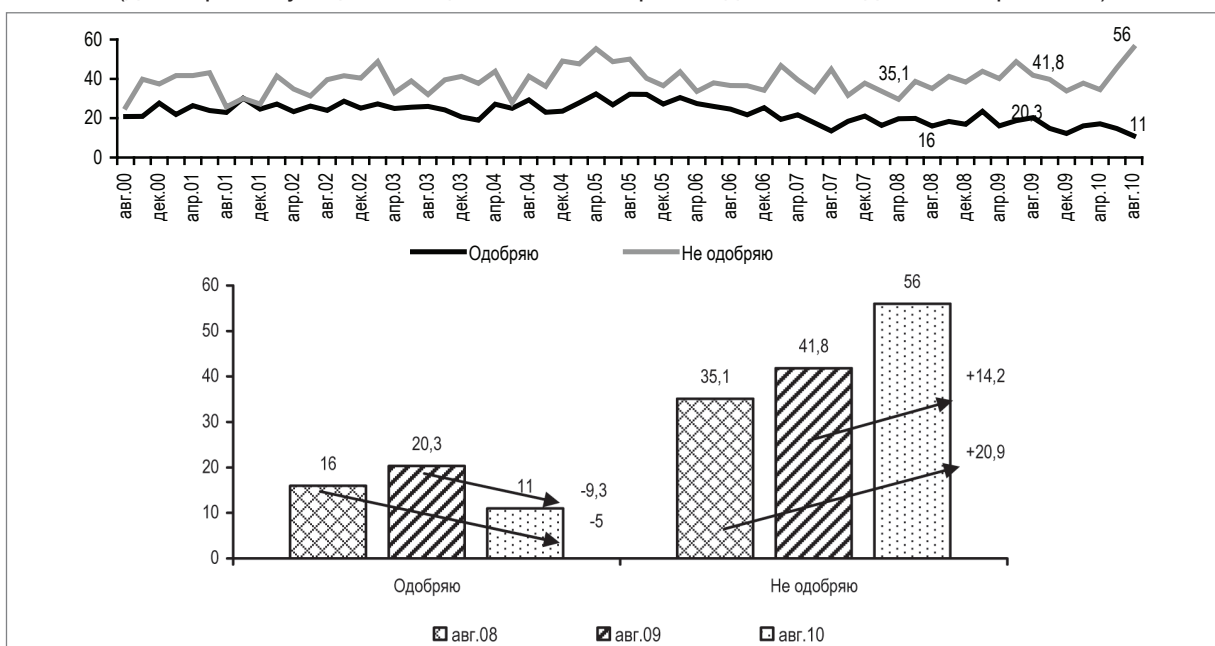 60
56
41,8
35,1
40
20,3
20
11
16
0
авг.00
дек.00
апр.01
авг.01
дек.01
апр.02
авг.02
дек.02
апр.03
авг.03
дек.03
апр.04
авг.04
дек.04
апр.05
авг.05
дек.05
апр.06
авг.06
дек.06
апр.07
авг.07
дек.07
апр.08
авг.08
дек.08
апр.09
авг.09
дек.09
апр.10
авг.10
Одобряю Не одобряю
60
56
50
41,8
40
35,1
+14,2
30
20,3
+20,9
20
16
11
-9,3
10
-5
0
Одобряю Не одобряю
авг.08 авг.09 авг.10